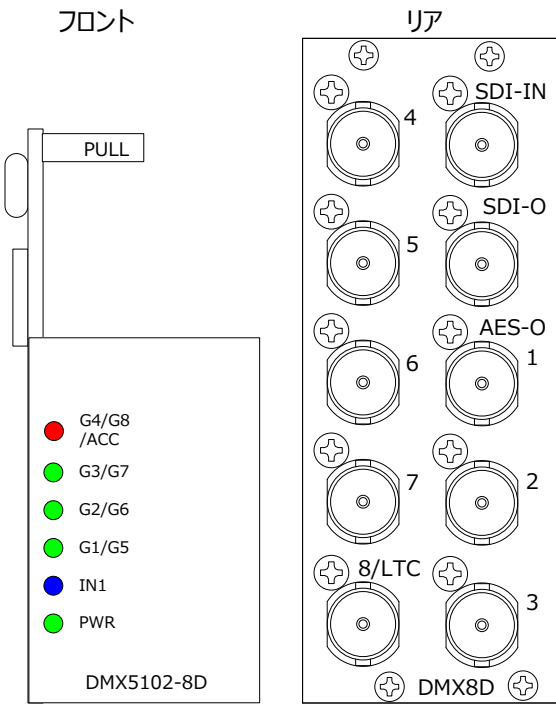 フロント
PULL
G4/G8
/ACC
G3/G7
G2/G6
G1/G5
IN1
PWR
DMX5102-8D
リア
4
SDI-IN
5
SDI-O
6
AES-O
1
7
2
8/LTC
3
DMX8D